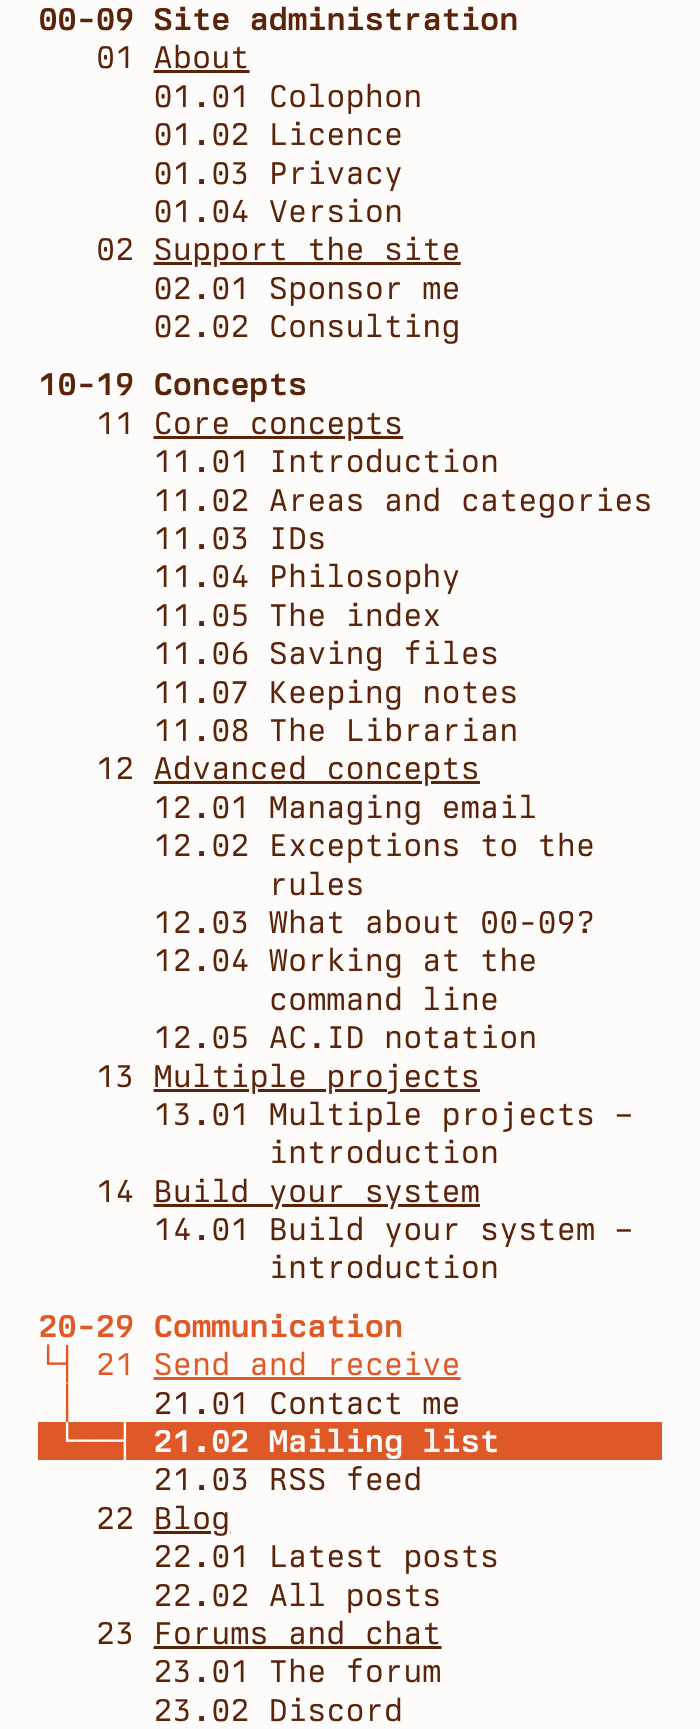 00-09 Site administration
01 About
01.01 Colophon
01.02 Licence
01.03 Privacy
01.04 Version
02 Support the site
02.01 Sponsor me
02.02 Consulting
10-19 Concepts
11 Core concepts
11.01 Introduction
11.02 Areas and categories
11.03 IDs
11.04 Philosophy
11.05 The index
11.06 Saving files
11.07 Keeping notes
11.08 The Librarian
12 Advanced concepts
12.01 Managing email
12.02 Exceptions to the
rules
12.03 What about 00-09?
12.04 Working at the
command line
12.05 AC.ID notation
13 Multiple projects
13.01 Multiple projects –
introduction
14 Build your system
14.01 Build your system –
introduction
20-29 Communication
21 Send and receive
21.01 Contact me
21.02 Mailing list
21.03 RSS feed
22 Blog
22.01 Latest posts
22.02 All posts
23 Forums and chat
23.01 The forum
23.02 Discord